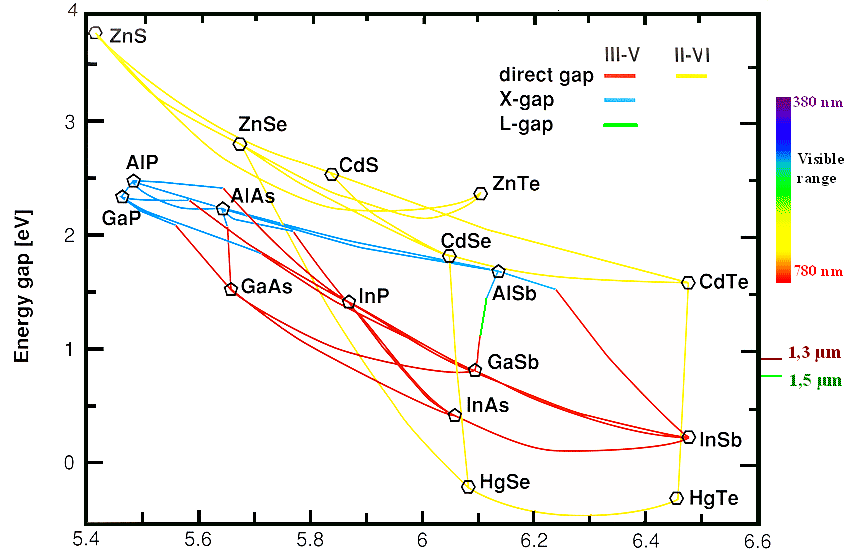 4
ZnS
III-V II-VI
direct gap
X-gap
L-gap
380 nm
3
ZnSe
Visible
range
AlP
CdS
ZnTe
AlAs
GaP
2
CdSe
780 nm
GaAs
InP
AlSb
CdTe
Energy gap [eV]
1
GaSb
1,3 µm
1,5 µm
InAs
InSb
0
HgSe
HgTe
5.4 5.6 5.8 6 6.2 6.4 6.6